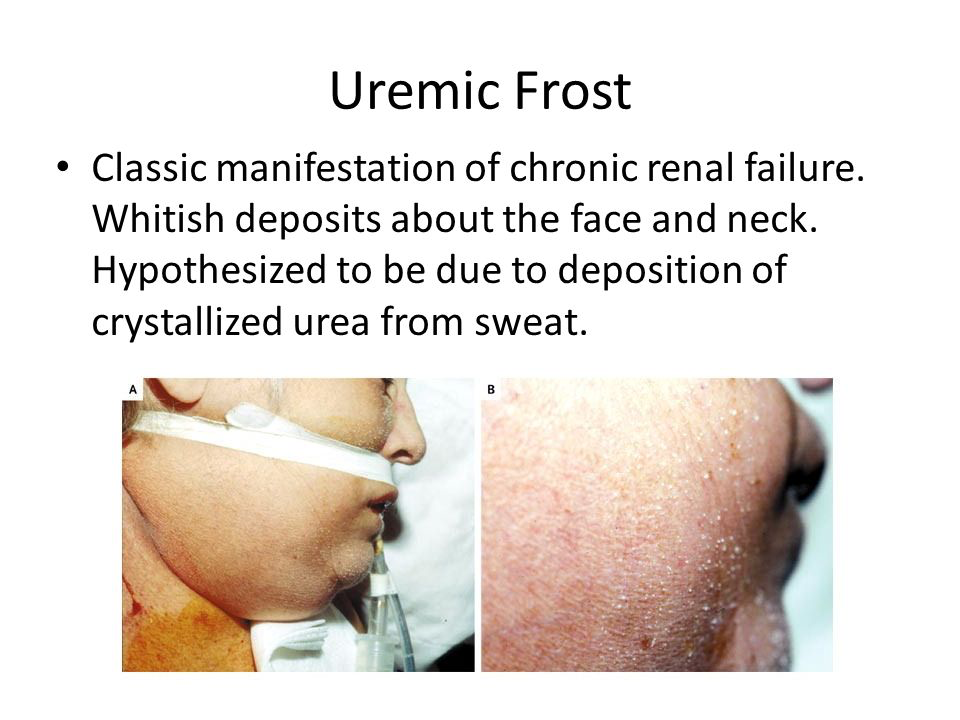 Uremic Frost
• Classic manifestation of chronic renal failure.
Whitish deposits about the face and neck.
Hypothesized to be due to deposition of
crystallized urea from sweat.
A B